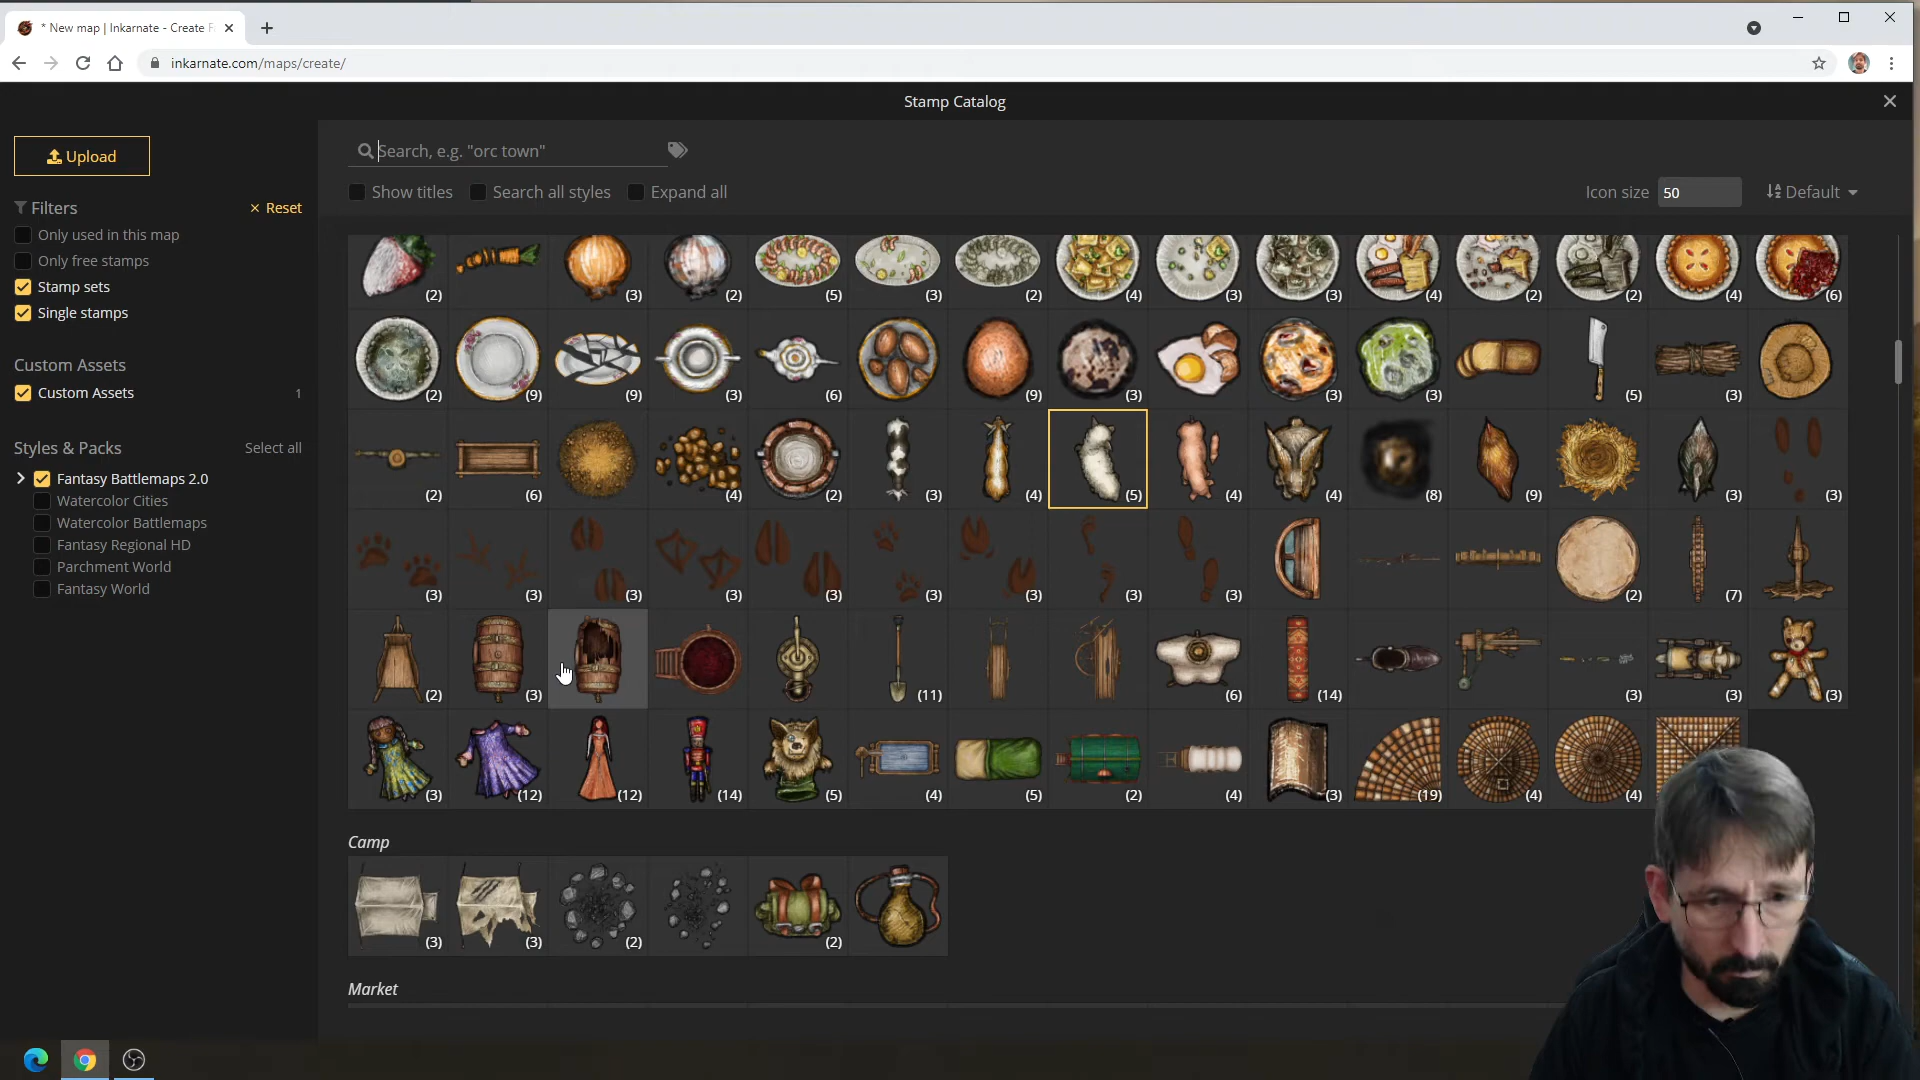 * New map | Inkarnate - Create F
inkarnate.com/maps/create/
Stamp Catalog
Upload
Search, e.g. "orc town"
Show titles
Search all styles
Expand all
Icon size
50
Default
Filters
Reset
Only used in this map
Only free stamps
Stamp sets
Single stamps
Custom Assets
Custom Assets
1
Styles & Packs
Select all
Fantasy Battlemaps 2.0
Watercolor Cities
Watercolor Battlemaps
Fantasy Regional HD
Parchment World
Fantasy World
(2) (3) (2) (5) (3) (2) (4) (3) (3) (4) (2) (2) (4) (6)
(2) (9) (9) (3) (6) (9) (3) (3) (3) (5) (3)
(2) (6) (4) (2) (3) (4) (5) (4) (4) (8) (9) (3) (3)
(3) (3) (3) (3) (3) (3) (3) (3) (3) (2) (7)
(2) (3) (11) (6) (14) (3) (3) (3)
(3) (12) (12) (14) (5) (4) (5) (2) (4) (3) (19) (4) (4)
Camp
(3) (3) (2) (2)
Market